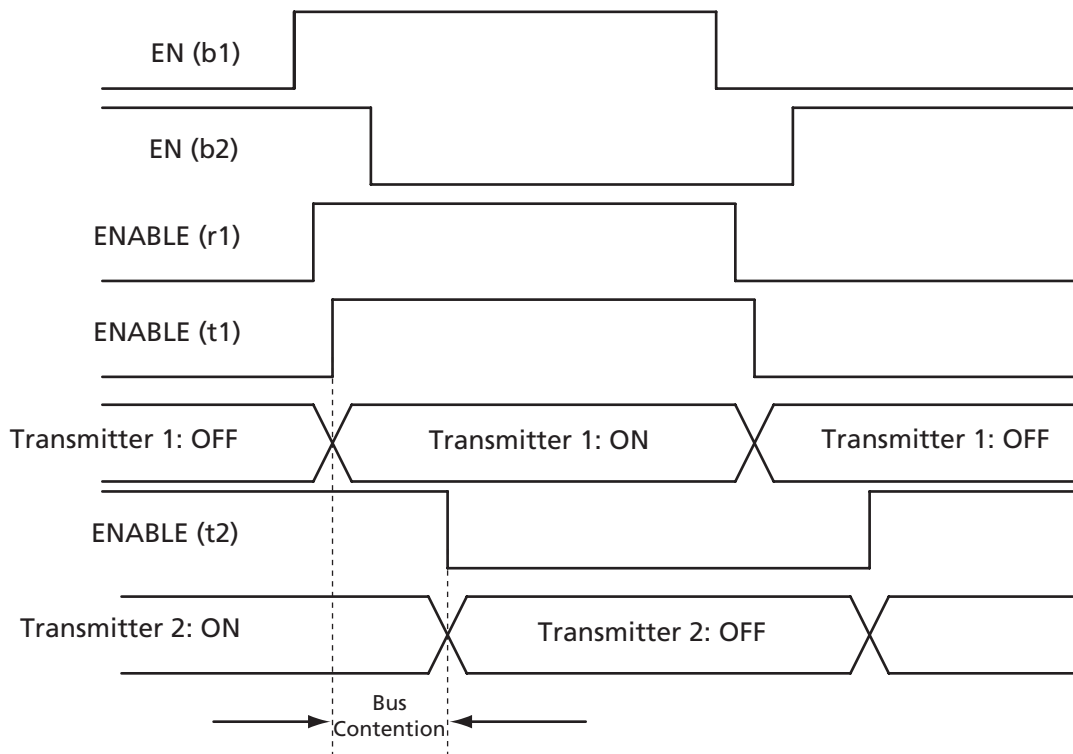 EN (b1)
EN (b2)
ENABLE (r1)
ENABLE (t1)
Transmitter 1: OFF
Transmitter 1: ON
Transmitter 1: OFF
ENABLE (t2)
Transmitter 2: ON
Transmitter 2: OFF
Bus
Contention